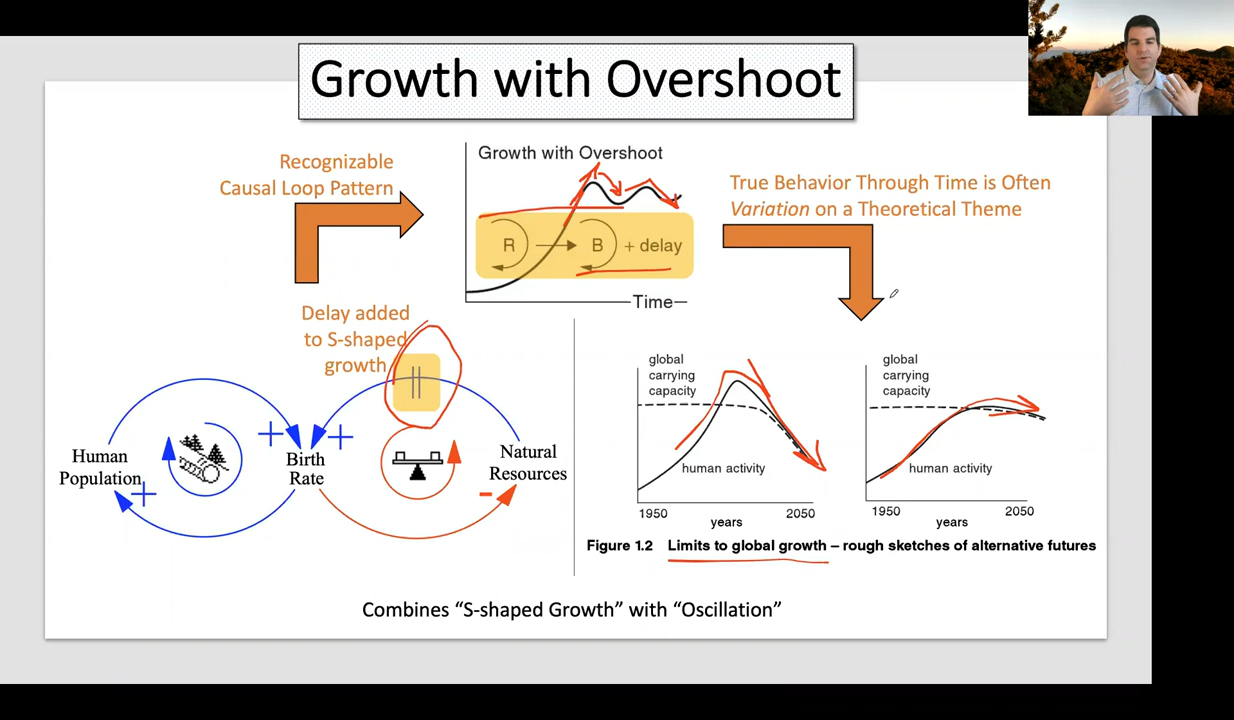 Growth with Overshoot
Recognizable
Causal Loop Pattern
Growth with Overshoot
R
B
+ delay
Time
True Behavior Through Time is Often
Variation on a Theoretical Theme
Delay added
to S-shaped
growth
Human
Population
+
+
Birth
Rate
+
-
Natural
Resources
global
carrying
capacity
human activity
1950
2050
years
global
carrying
capacity
human activity
1950
2050
years
Figure 1.2 Limits to global growth – rough sketches of alternative futures
Combines “S-shaped Growth” with “Oscillation”